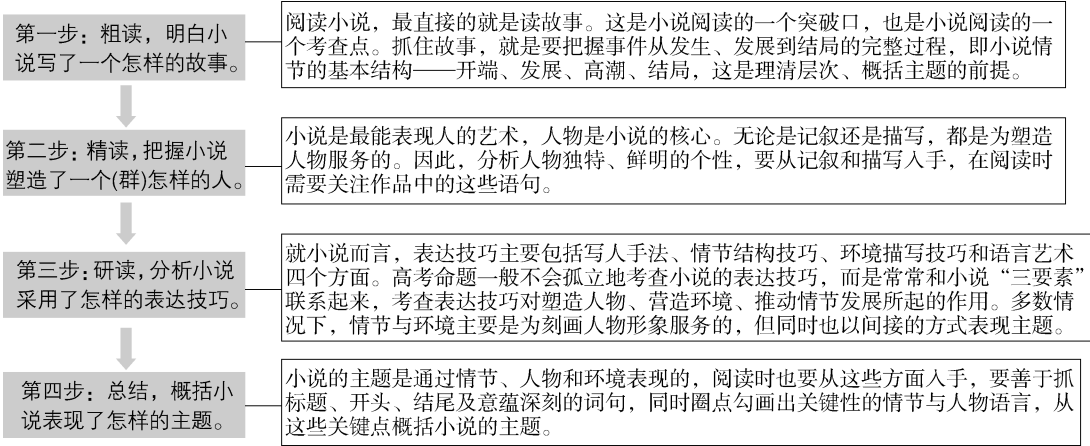 第一步：粗读，明白小
说写了一个怎样的故事。
阅读小说，最直接的就是读故事。这是小说阅读的一个突破口，也是小说阅读的一
个考查点。抓住故事，就是要把握事件从发生、发展到结局的完整过程，即小说情
节的基本结构——开端、发展、高潮、结局，这是理清层次、概括主题的前提。
第二步：精读，把握小说
塑造了一个(群)怎样的人。
小说是最能表现人的艺术，人物是小说的核心。无论是记叙还是描写，都是为塑造
人物服务的。因此，分析人物独特、鲜明的个性，要从记叙和描写入手，在阅读时
需要关注作品中的这些语句。
第三步：研读，分析小说
采用了怎样的表达技巧。
就小说而言，表达技巧主要包括写人手法、情节结构技巧、环境描写技巧和语言艺术
四个方面。高考命题一般不会孤立地考查小说的表达技巧，而是常常和小说“三要素”
联系起来，考查表达技巧对塑造人物、营造环境、推动情节发展所起的作用。多数情
况下，情节与环境主要是为刻画人物形象服务的，但同时也以间接的方式表现主题。
第四步：总结，概括小
说表现了怎样的主题。
小说的主题是通过情节、人物和环境表现的，阅读时也要从这些方面入手，要善于抓
标题、开头、结尾及意蕴深刻的词句，同时圈点勾画出关键性的情节与人物语言，从
这些关键点概括小说的主题。